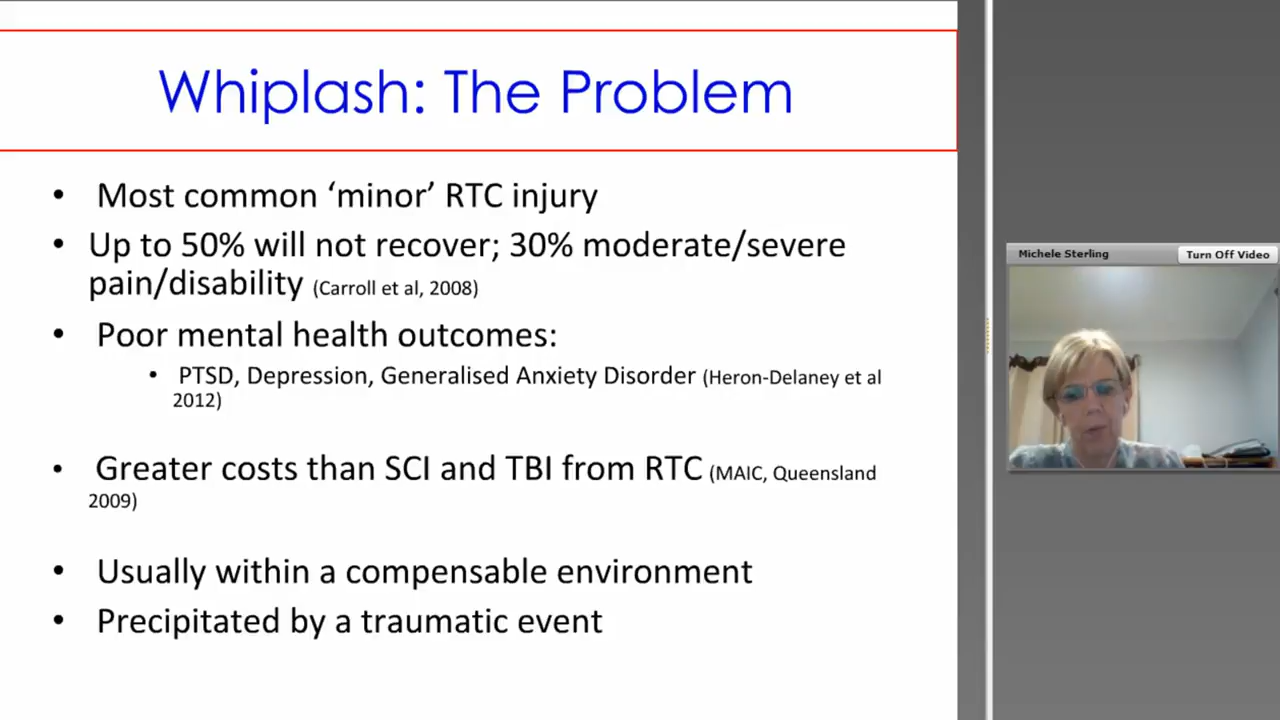 Whiplash: The Problem
• Most common ‘minor’ RTC injury
• Up to 50% will not recover; 30% moderate/severe
pain/disability (Carroll et al, 2008)
• Poor mental health outcomes:
• PTSD, Depression, Generalised Anxiety Disorder (Heron-Delaney et al
2012)
• Greater costs than SCI and TBI from RTC (MAIC, Queensland
2009)
• Usually within a compensable environment
• Precipitated by a traumatic event
Michele Sterling
Turn Off Video